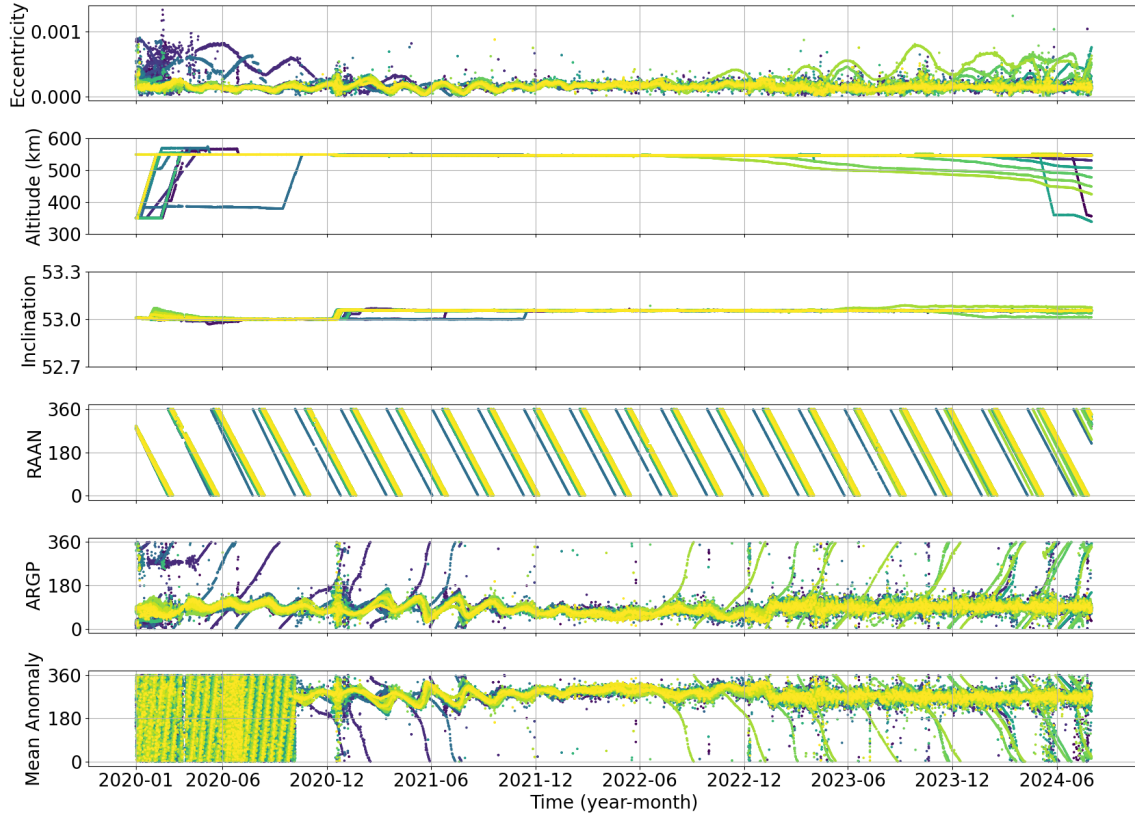 Eccentricity
0.001
0.000
Altitude (km)
600
500
400
300
Inclination
53.3
53.0
52.7
RAAN
360
180
0
ARGP
360
180
0
Mean Anomaly
360
180
0
2020-01 2020-06 2020-12 2021-06 2021-12 2022-06 2022-12 2023-06 2023-12 2024-06
Time (year-month)